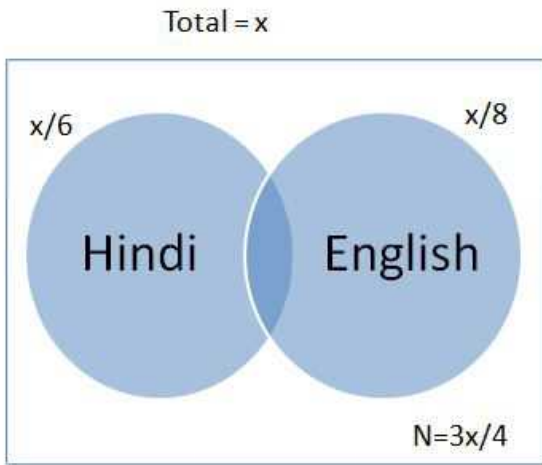 Total = x
x/6
x/8
Hindi
English
N=3x/4